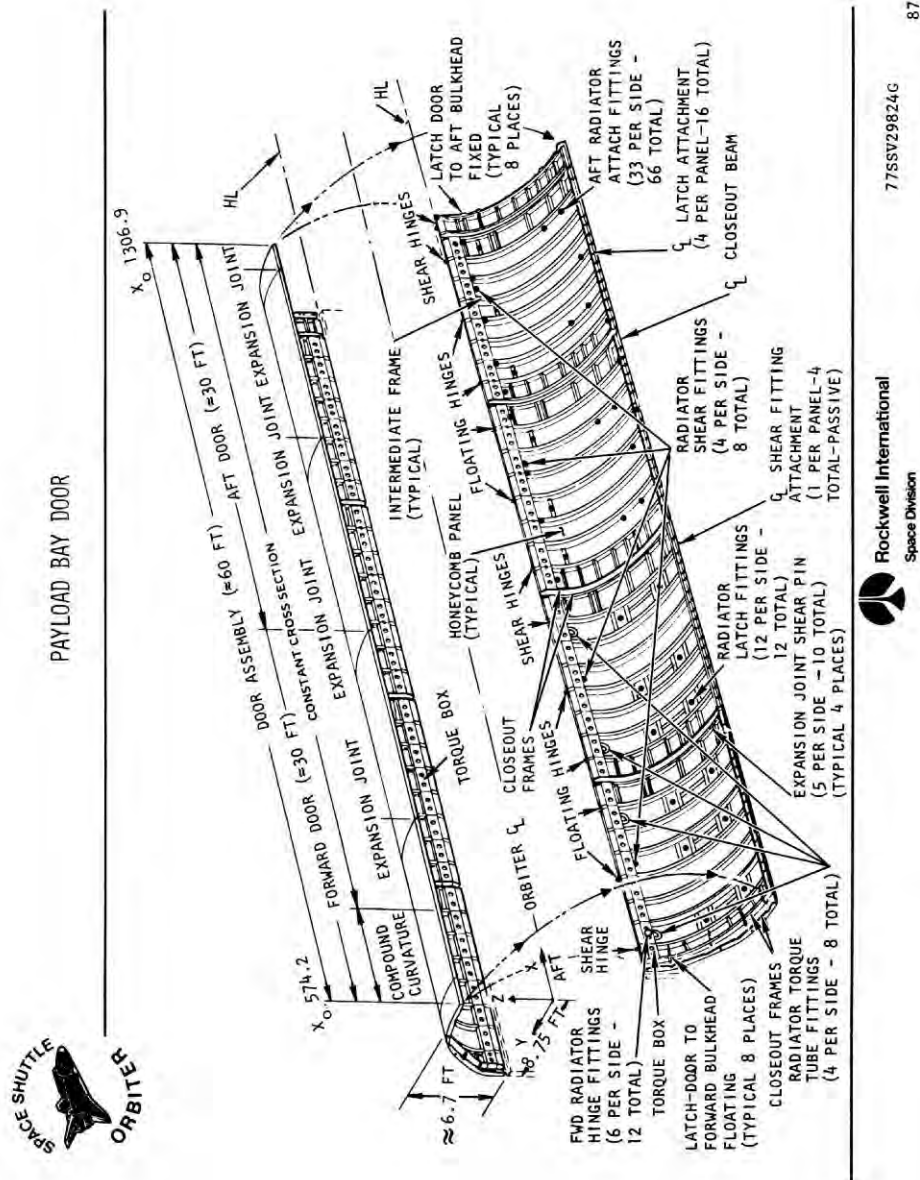 SPACE SHUTTLE
ORBITER
PAYLOAD BAY DOOR
X₀ 574.2
X₀ 1306.9
DOOR ASSEMBLY (≈60 FT)
FORWARD DOOR (≈30 FT)
AFT DOOR (≈30 FT)
CONSTANT CROSS SECTION
COMPOUND
CURVATURE
EXPANSION JOINT
EXPANSION JOINT
EXPANSION JOINT
EXPANSION JOINT
HL
≈6.7 FT
TORQUE BOX
Z
Y
X
AFT
8.75 FT
ORBITER ℄
HL
INTERMEDIATE FRAME
(TYPICAL)
HONEYCOMB PANEL
(TYPICAL)
LATCH DOOR
TO AFT BULKHEAD
FIXED
(TYPICAL
8 PLACES)
SHEAR HINGES
FLOATING HINGES
SHEAR HINGES
CLOSEOUT
FRAMES
FLOATING HINGES
SHEAR
HINGE
FWD RADIATOR
HINGE FITTINGS
(6 PER SIDE -
12 TOTAL)
TORQUE BOX
LATCH-DOOR TO
FORWARD BULKHEAD
FLOATING
(TYPICAL 8 PLACES)
CLOSEOUT FRAMES
RADIATOR TORQUE
TUBE FITTINGS
(4 PER SIDE - 8 TOTAL)
EXPANSION JOINT SHEAR PIN
(5 PER SIDE -10 TOTAL)
(TYPICAL 4 PLACES)
RADIATOR
LATCH FITTINGS
(12 PER SIDE -
12 TOTAL)
℄ SHEAR FITTING
ATTACHMENT
(1 PER PANEL-4
TOTAL-PASSIVE)
RADIATOR
SHEAR FITTINGS
(4 PER SIDE -
8 TOTAL)
℄ CLOSEOUT BEAM
℄ LATCH ATTACHMENT
(4 PER PANEL-16 TOTAL)
AFT RADIATOR
ATTACH FITTINGS
(33 PER SIDE -
66 TOTAL)
Rockwell International
Space Division
77SSV29824G
87